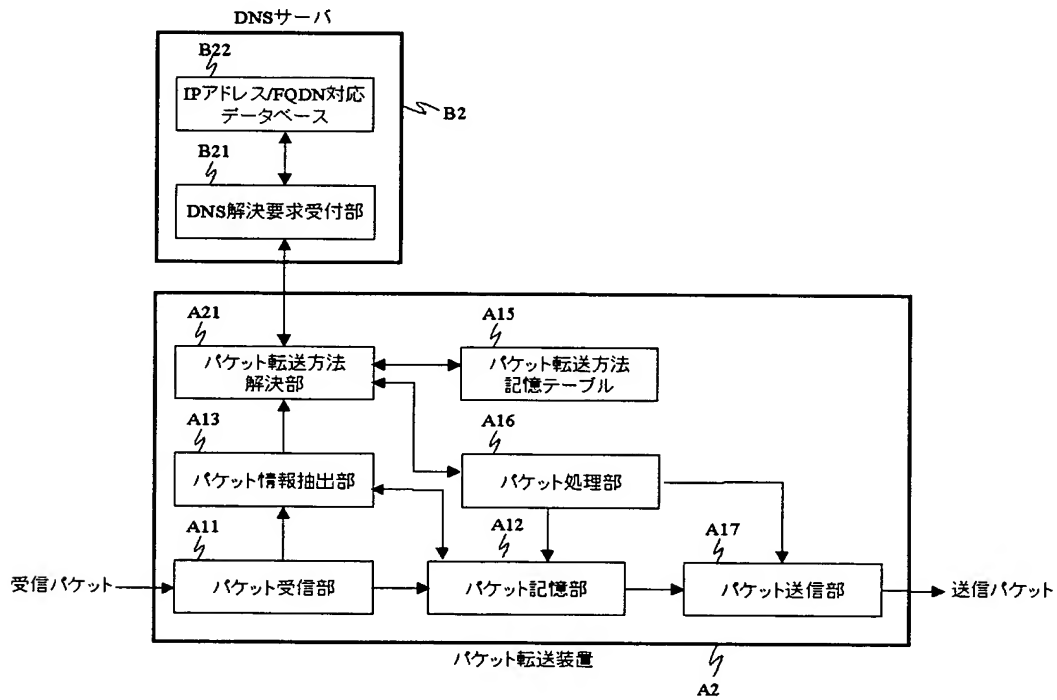 DNSサーバ
B22
IPアドレス/FQDN対応
データベース
B2
B21
DNS解決要求受付部
A21
パケット転送方法
解決部
A15
パケット転送方法
記憶テーブル
A13
パケット情報抽出部
A16
パケット処理部
A11
パケット受信部
A12
パケット記憶部
A17
パケット送信部
受信パケット
送信パケット
パケット転送装置
A2